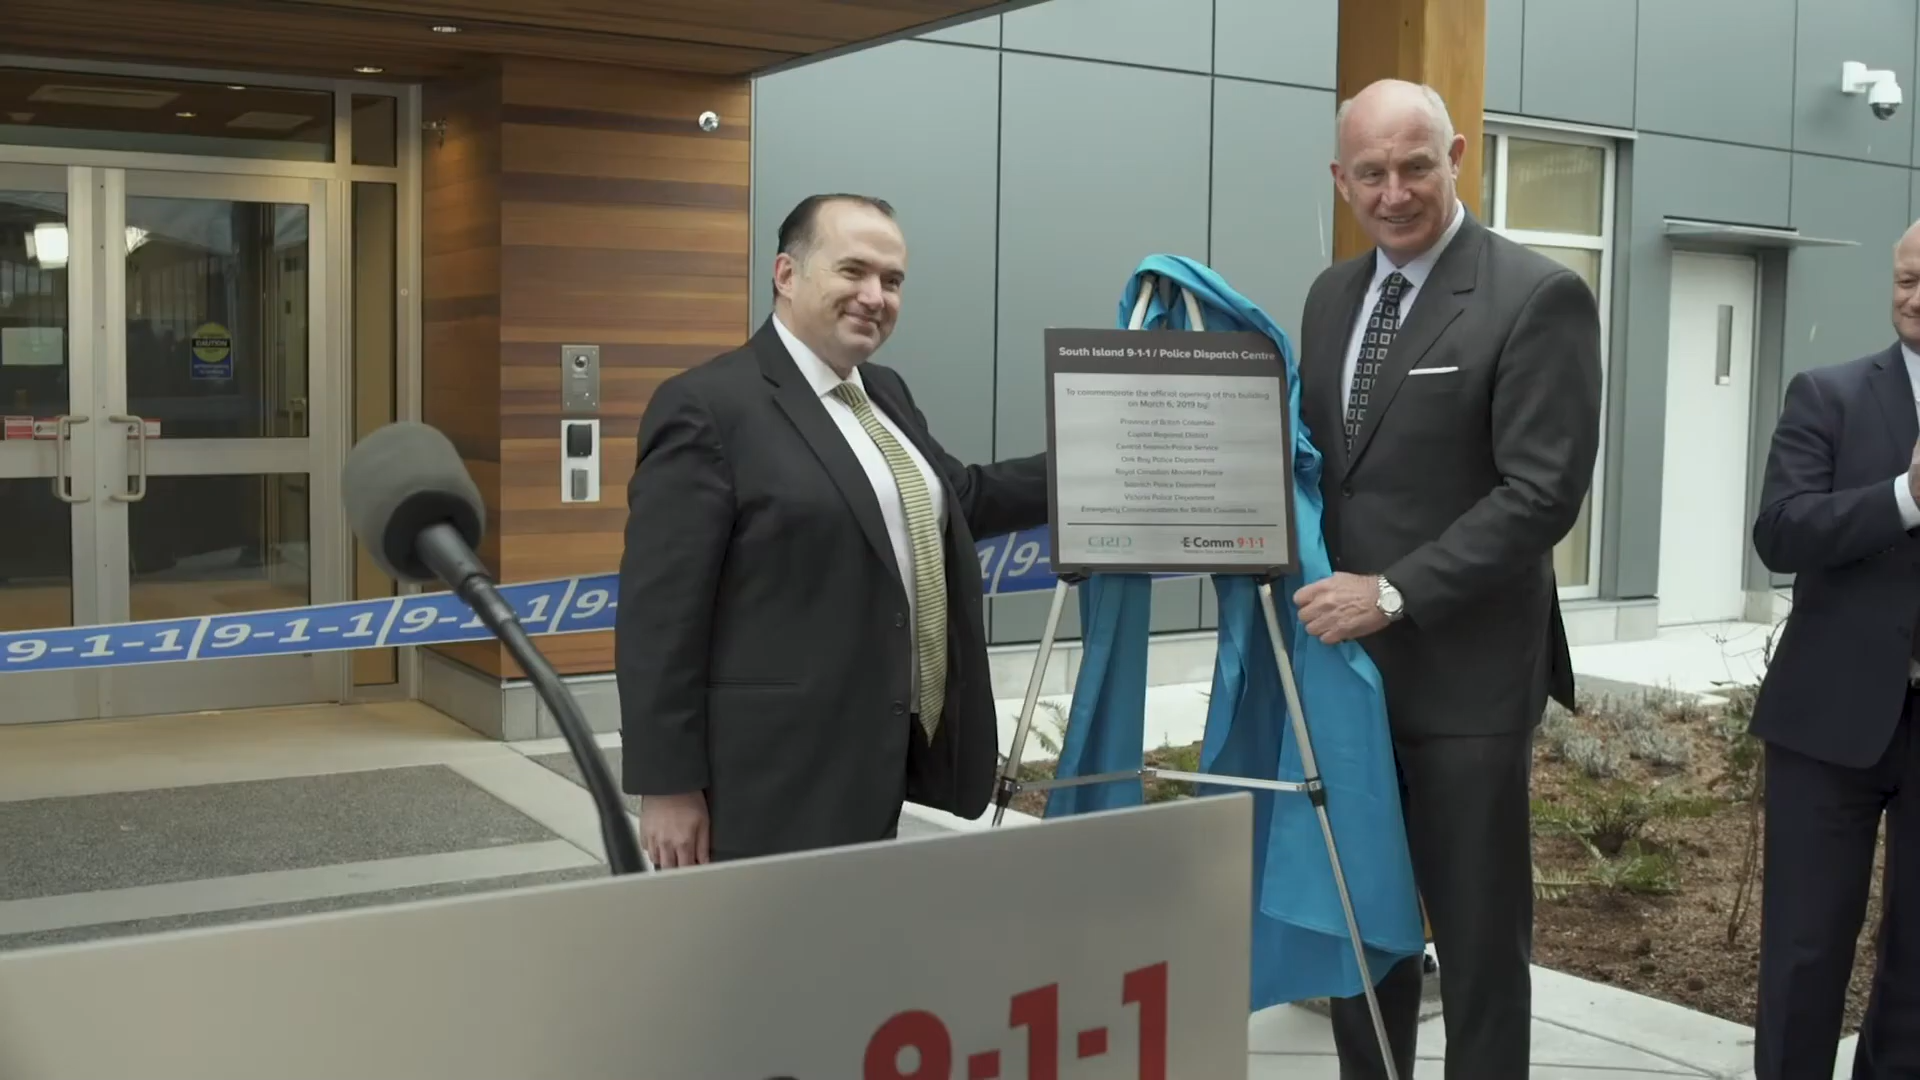 CAUTION
South Island 9-1-1 / Police Dispatch Centre
To commemorate the official opening of this building
on March 6, 2019 by:
Province of British Columbia
Capital Regional District
Central Saanich Police Service
Oak Bay Police Department
Royal Canadian Mounted Police
Saanich Police Department
Victoria Police Department
Emergency Communications for British Columbia Inc.
CRD
E-Comm 9-1-1
9-1-1/9-1-1/9-1-1/9-
1/9-
9-1-1